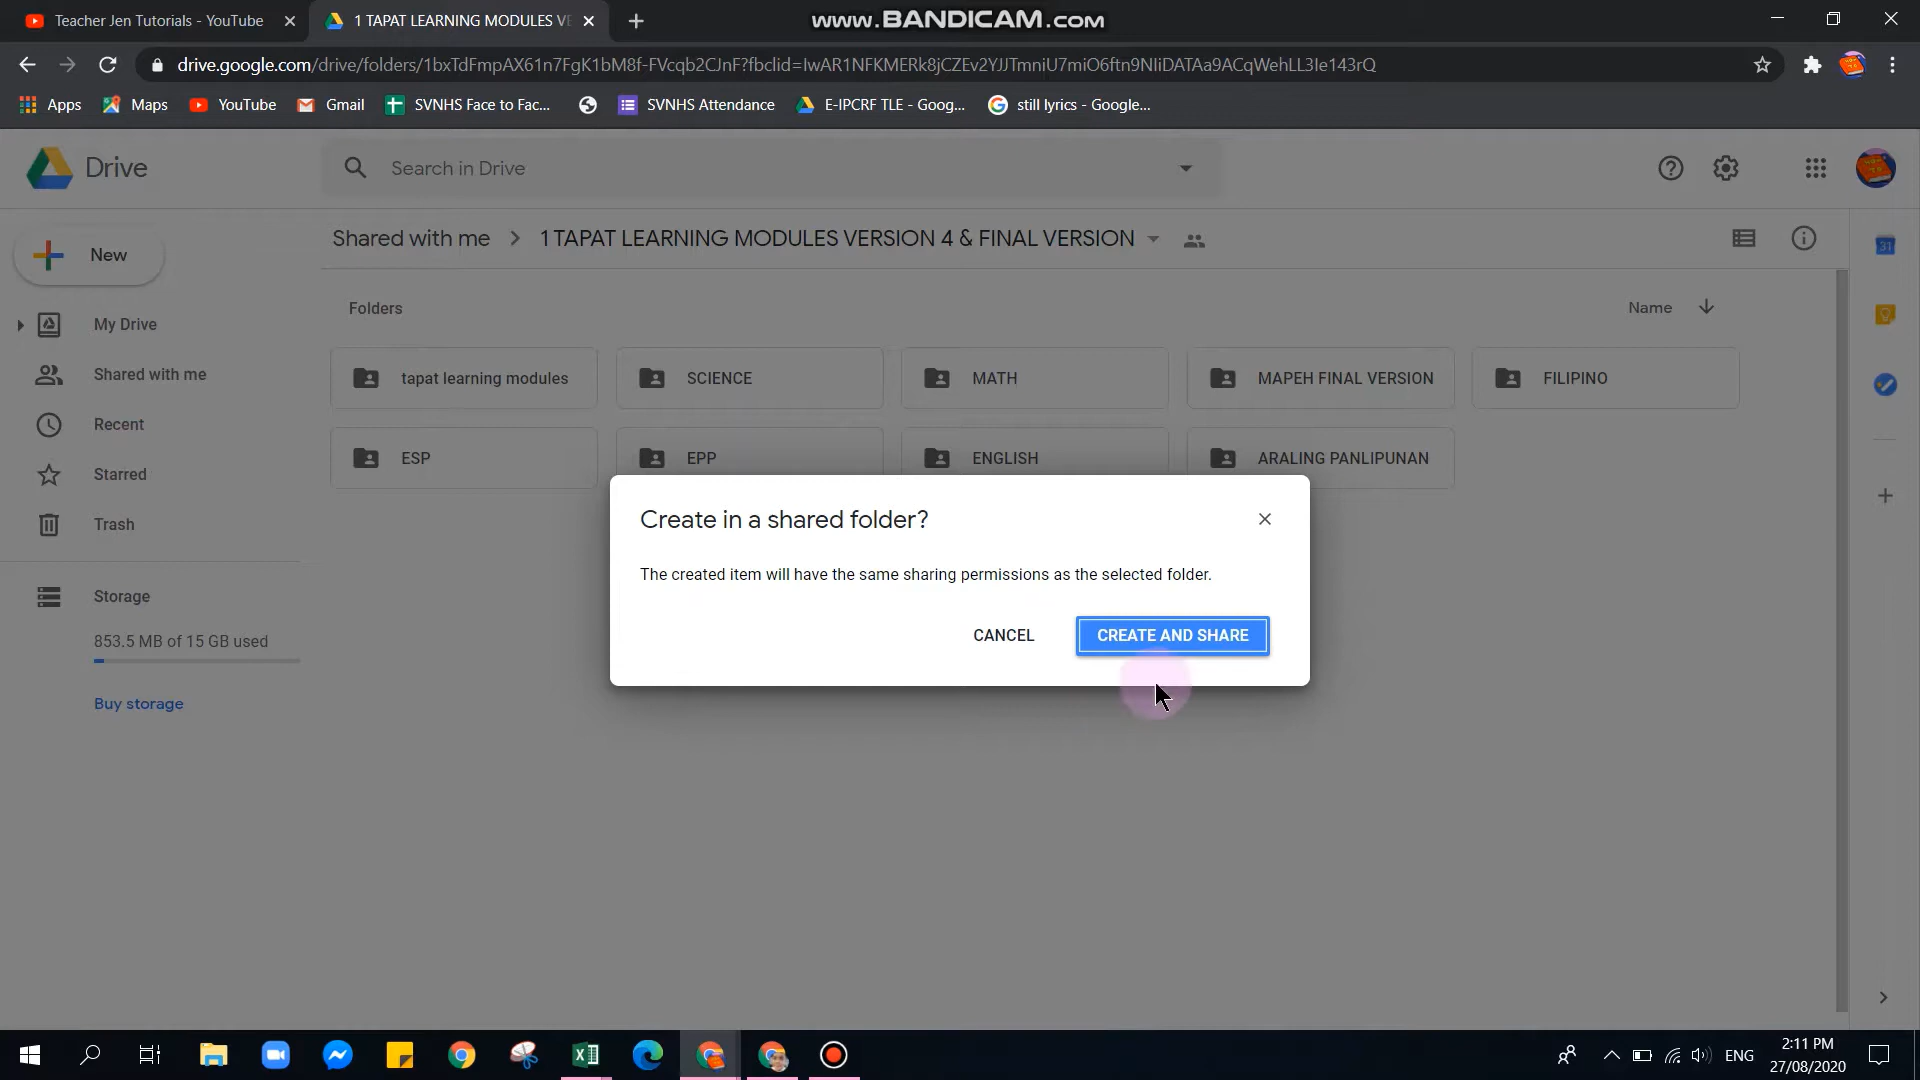 Teacher Jen Tutorials - YouTube
1 TAPAT LEARNING MODULES VE
www.BANDICAM.com
drive.google.com/drive/folders/1bxTdFmpAX61n7FgK1bM8f-FVcqb2CJnF?fbclid=IwAR1NFKMERk8jCZEv2YJJTmniU7miO6ftn9NIiDATAa9ACqWehLL3Ie143rQ
Apps
Maps
YouTube
Gmail
SVNHS Face to Fac...
SVNHS Attendance
E-IPCRF TLE - Goog...
still lyrics - Google...
Drive
Search in Drive
New
Shared with me > 1 TAPAT LEARNING MODULES VERSION 4 & FINAL VERSION
31
My Drive
Shared with me
Recent
Starred
Trash
Storage
853.5 MB of 15 GB used
Buy storage
Folders
Name
tapat learning modules
SCIENCE
MATH
MAPEH FINAL VERSION
FILIPINO
ESP
EPP
ENGLISH
ARALING PANLIPUNAN
Create in a shared folder?
The created item will have the same sharing permissions as the selected folder.
CANCEL
CREATE AND SHARE
ENG
2:11 PM
27/08/2020